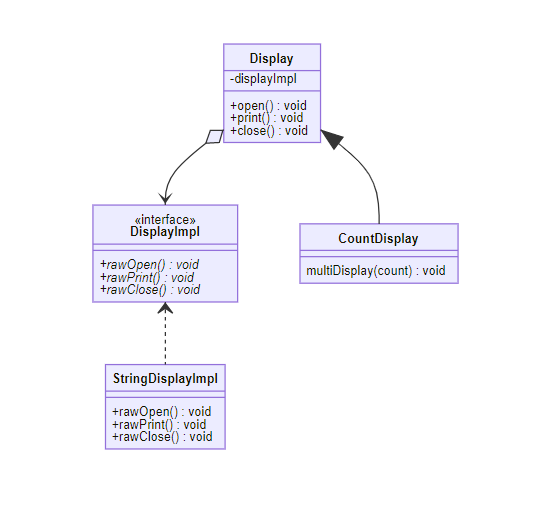 Display
-displayImpl
+open() : void
+print() : void
+close() : void
«interface»
DisplayImpl
+rawOpen() : void
+rawPrint() : void
+rawClose() : void
CountDisplay
multiDisplay(count) : void
StringDisplayImpl
+rawOpen() : void
+rawPrint() : void
+rawClose() : void